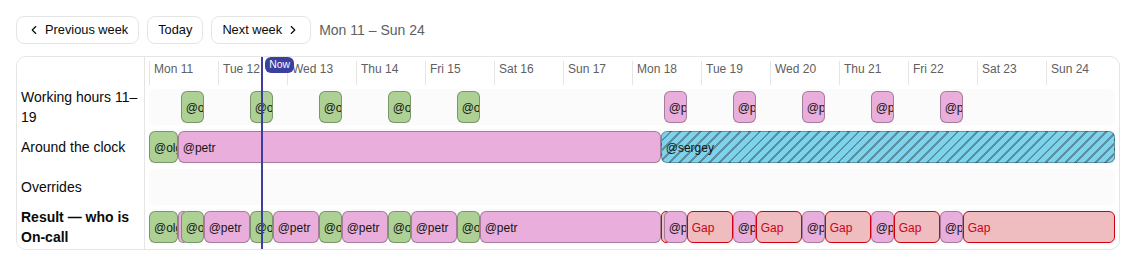 Previous week Today Next week Mon 11 – Sun 24
Mon 11 Tue 12 Now Wed 13 Thu 14 Fri 15 Sat 16 Sun 17 Mon 18 Tue 19 Wed 20 Thu 21 Fri 22 Sat 23 Sun 24
Working hours 11–
19
@o @o @o @o @o @p @p @p @p @p
Around the clock @ol @petr @sergey
Overrides
Result — who is
On-call
@ol @o @petr @o @petr @o @petr @o @petr @o @petr @p Gap @p Gap @p Gap @p Gap @p Gap